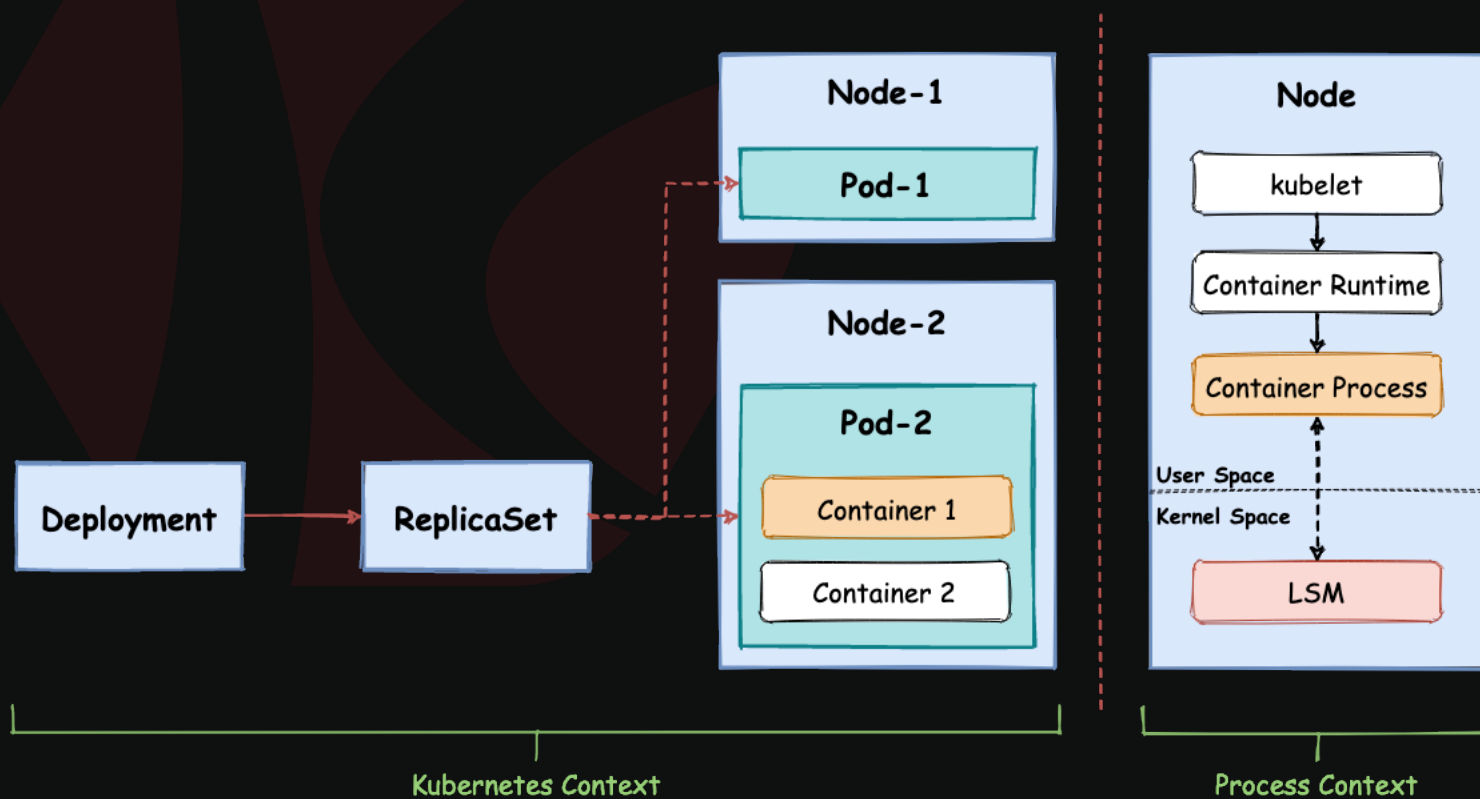 Node-1
Pod-1
Node-2
Pod-2
Container 1
Container 2
Deployment
ReplicaSet
Kubernetes Context
Node
kubelet
Container Runtime
Container Process
User Space
Kernel Space
LSM
Process Context